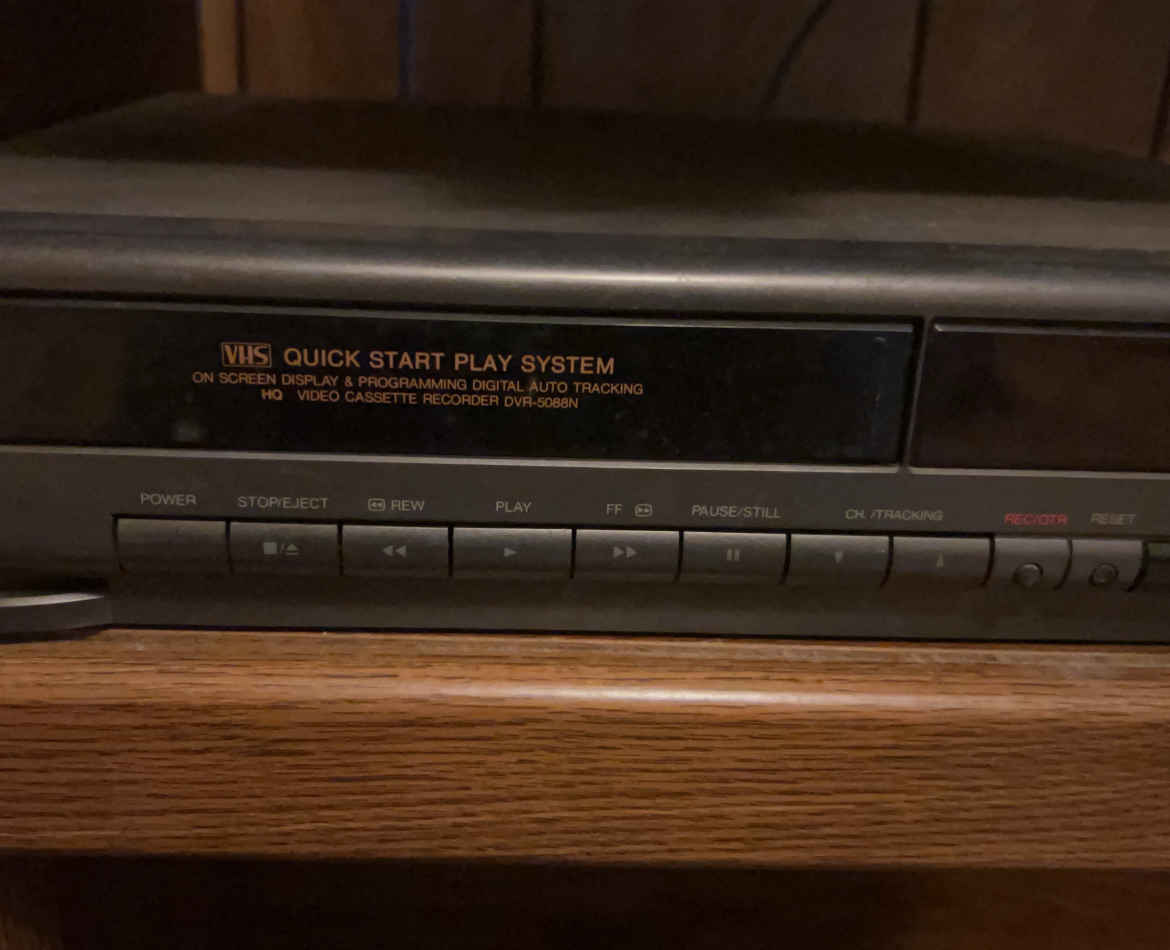 VHS QUICK START PLAY SYSTEM
ON SCREEN DISPLAY & PROGRAMMING DIGITAL AUTO TRACKING
HQ VIDEO CASSETTE RECORDER DVR-5088N
POWER STOP/EJECT REW PLAY FF PAUSE/STILL CH. /TRACKING REC/OTR RESET